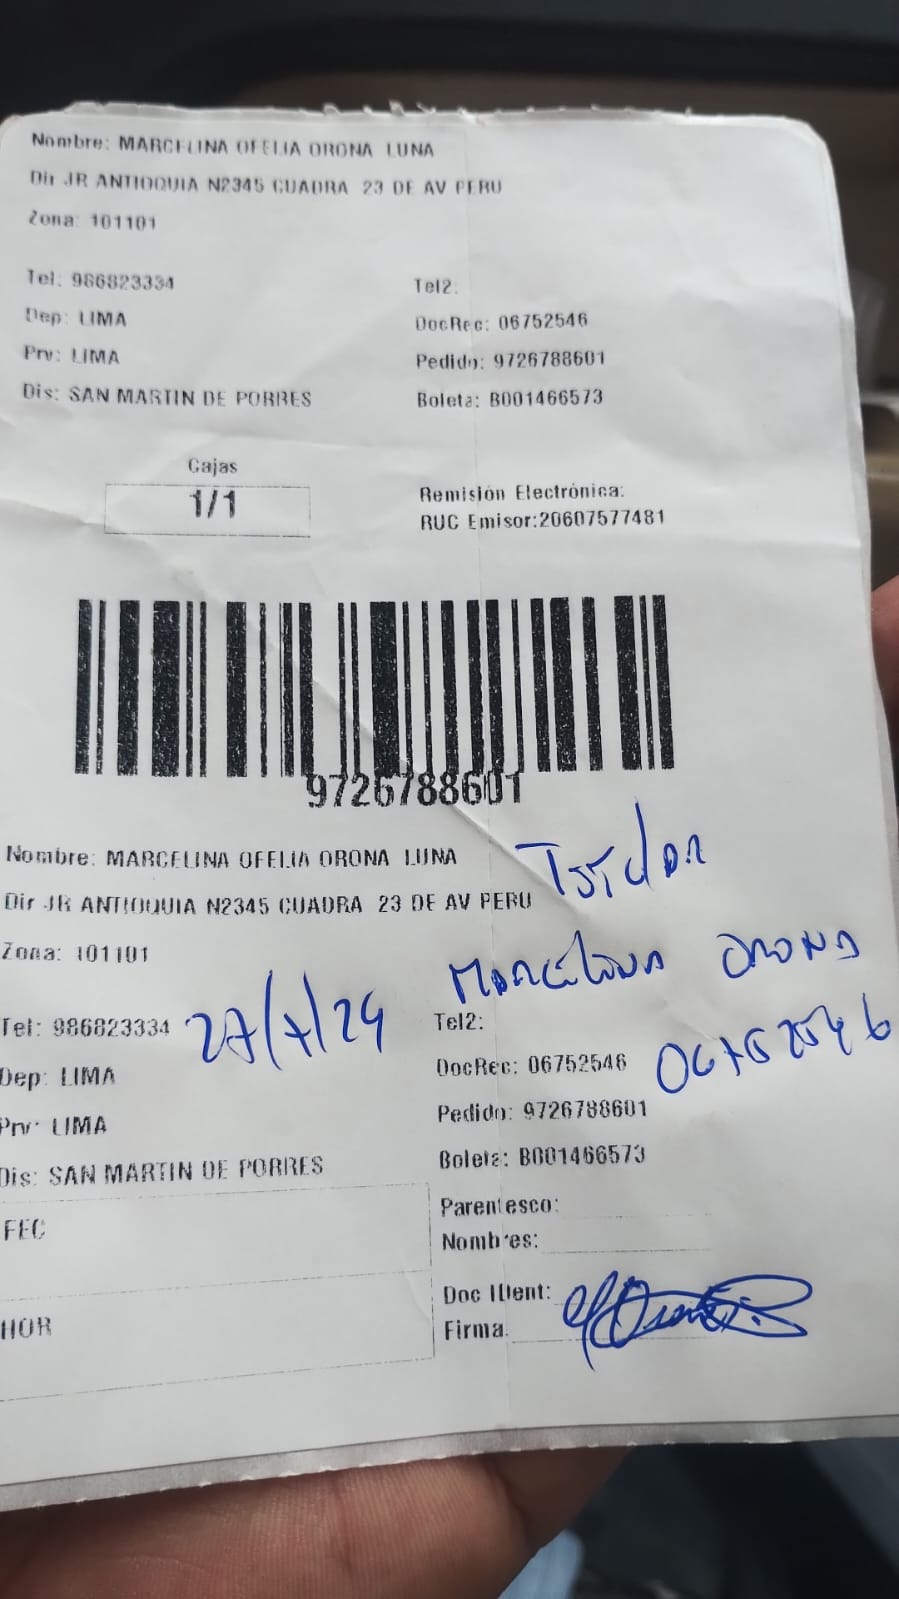 Nombre: MARCELINA OFELIA ORONA LUNA
Dir JR ANTIOQUIA N2345 CUADRA 23 DE AV PERU
Zona: 101101
Tel: 986823334 Tel2:
Dep: LIMA DocRec: 06752546
Prv: LIMA Pedido: 9726788601
Dis: SAN MARTIN DE PORRES Boleta: B001466573
Cajas
1/1
Remisión Electrónica:
RUC Emisor:20607577481
9726788601
Nombre: MARCELINA OFELIA ORONA LUNA
Dir JR ANTIOQUIA N2345 CUADRA 23 DE AV PERU
Zona: 101101
MARCELINA ORONA
Tel: 986823334 27/7/24 Tel2:
Dep: LIMA DocRec: 06752546 06752546
Prv: LIMA Pedido: 9726788601
Dis: SAN MARTIN DE PORRES Boleta: B001466573
FEC
Parentesco:
Nombres:
Doc Ident:
HOR Firma: